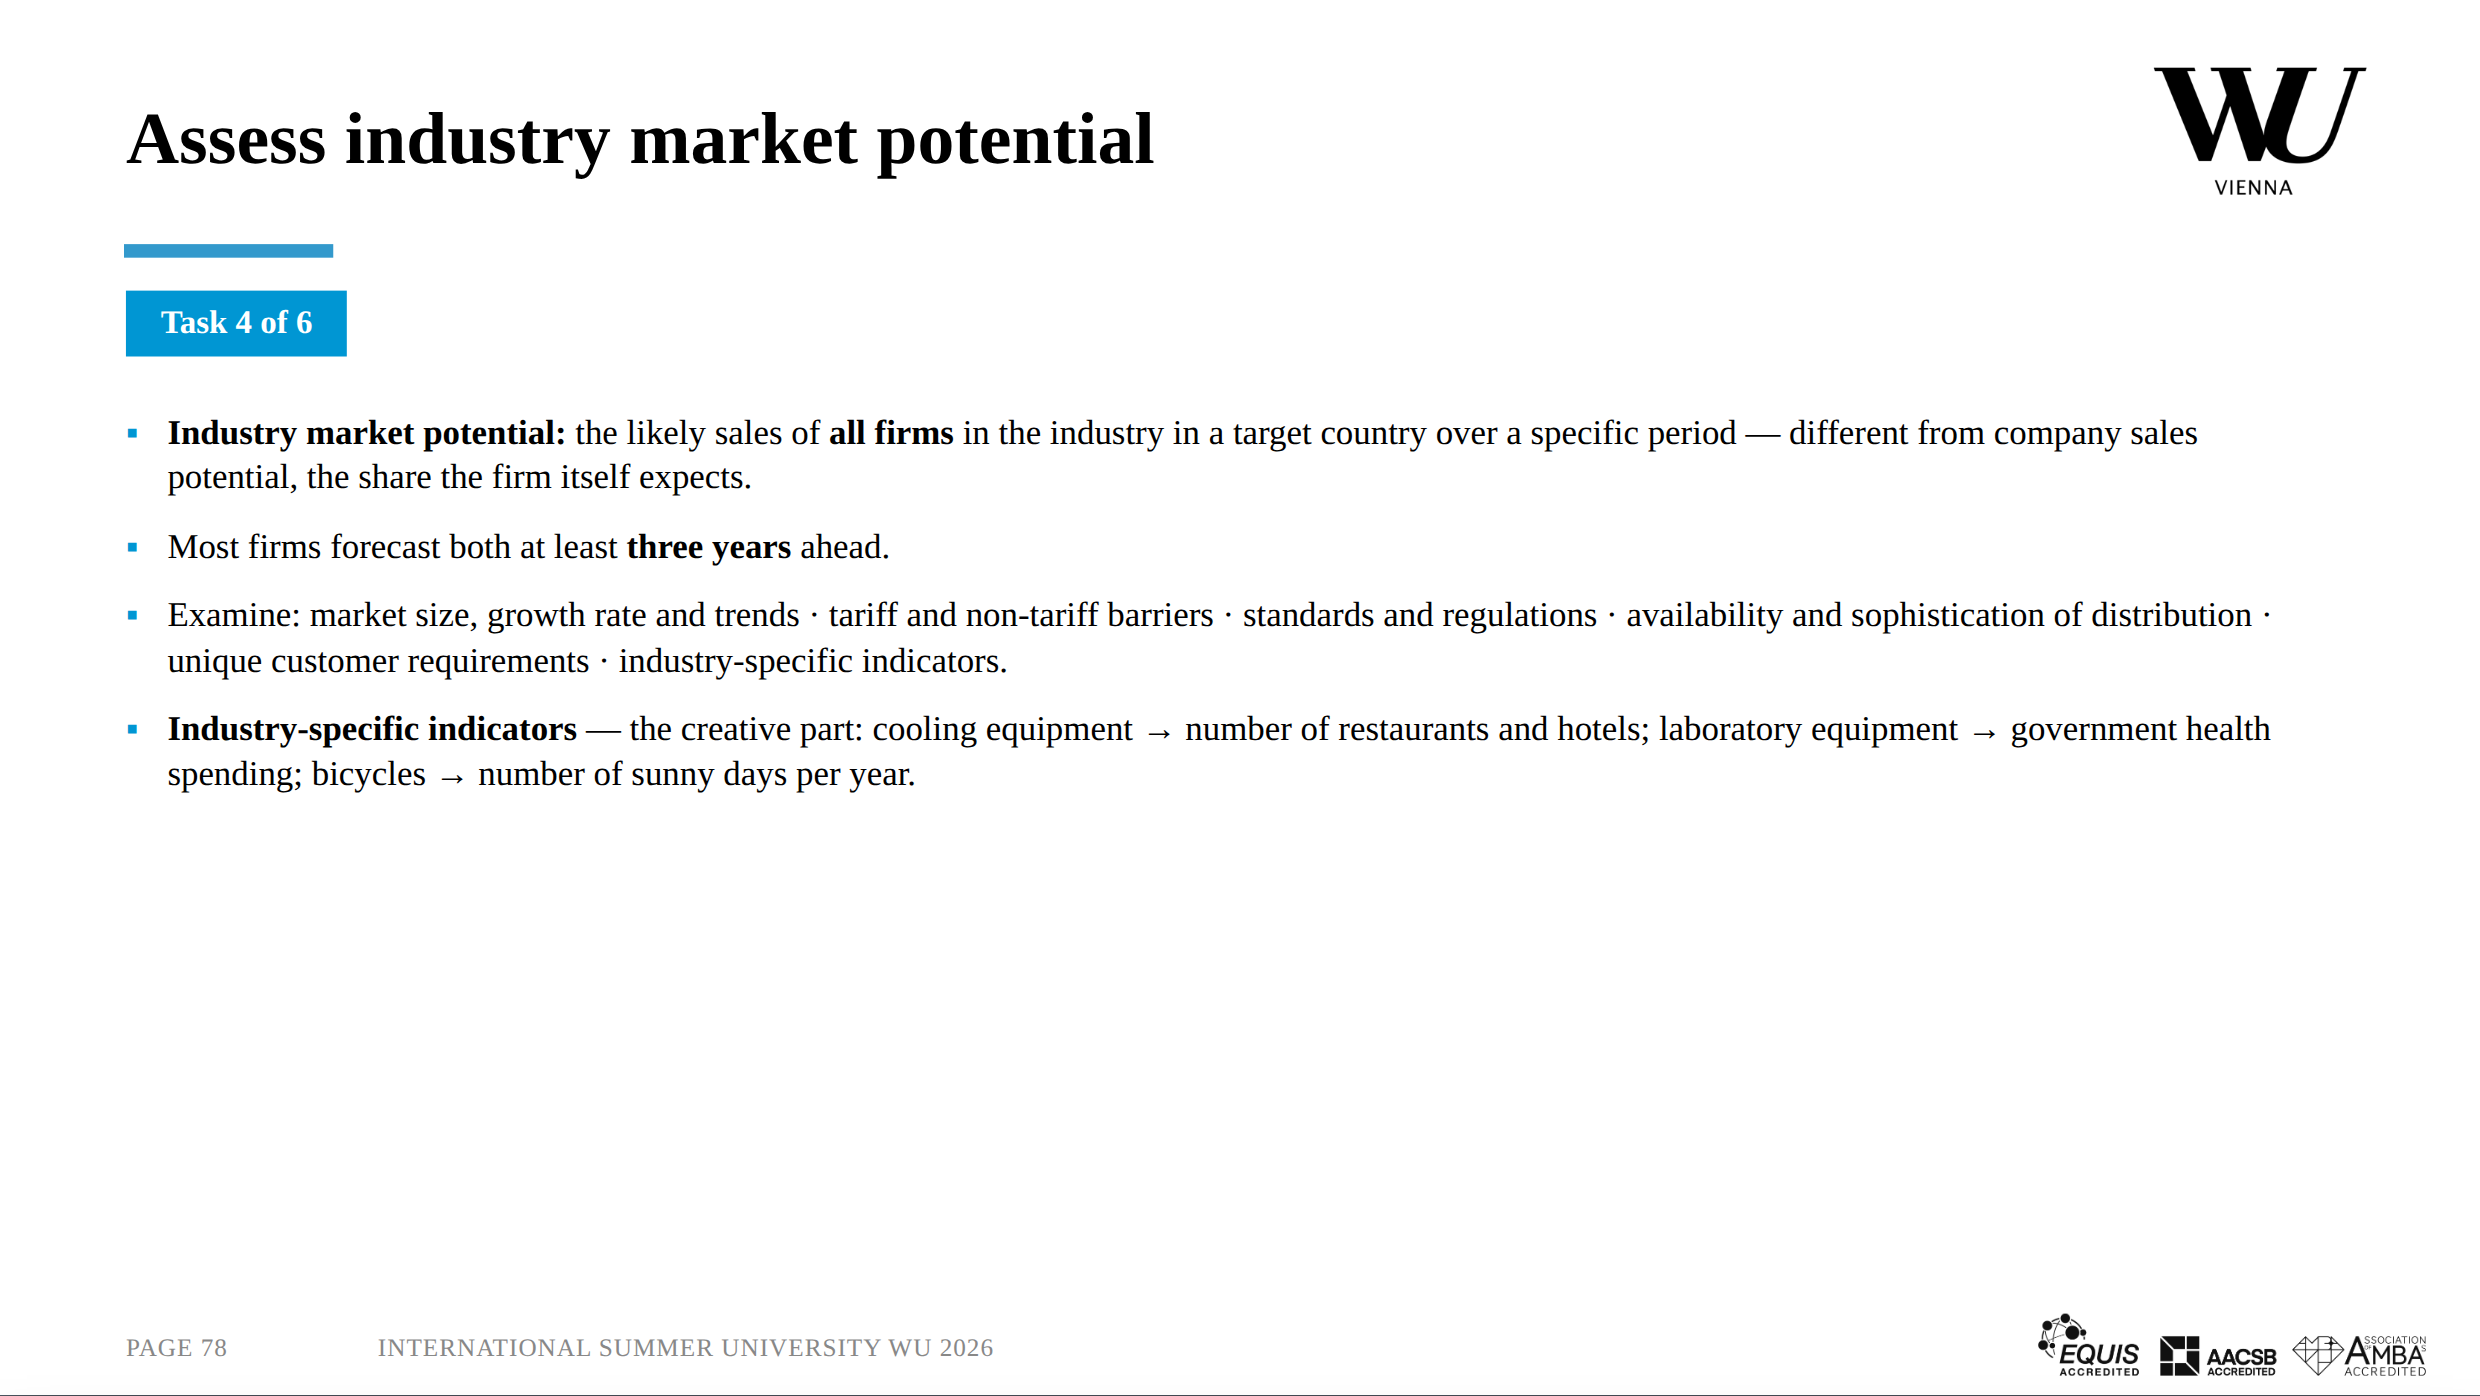 Assess industry market potential
WU
VIENNA
Task 4 of 6
▪ Industry market potential: the likely sales of all firms in the industry in a target country over a specific period — different from company sales
potential, the share the firm itself expects.
▪ Most firms forecast both at least three years ahead.
▪ Examine: market size, growth rate and trends · tariff and non-tariff barriers · standards and regulations · availability and sophistication of distribution ·
unique customer requirements · industry-specific indicators.
▪ Industry-specific indicators — the creative part: cooling equipment → number of restaurants and hotels; laboratory equipment → government health
spending; bicycles → number of sunny days per year.
PAGE 78
INTERNATIONAL SUMMER UNIVERSITY WU 2026
EQUIS
ACCREDITED
AACSB
ACCREDITED
ASSOCIATION
OF AMBAS
ACCREDITED